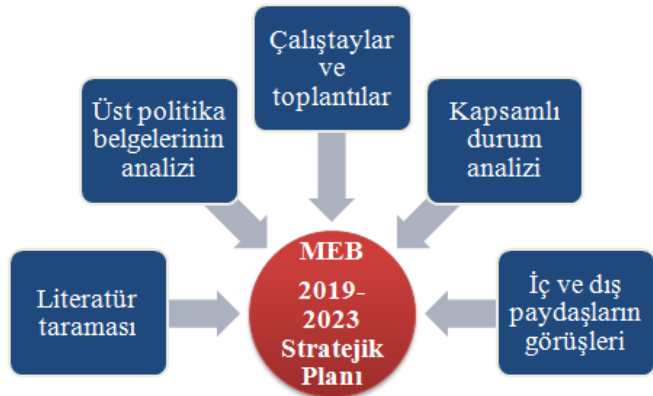 Çalıştaylar
ve
toplantılar
Üst politika
belgelerinin
analizi
Kapsamlı
durum
analizi
Literatür
taraması
MEB
2019-
2023
Stratejik
Planı
İç ve dış
paydaşların
görüşleri